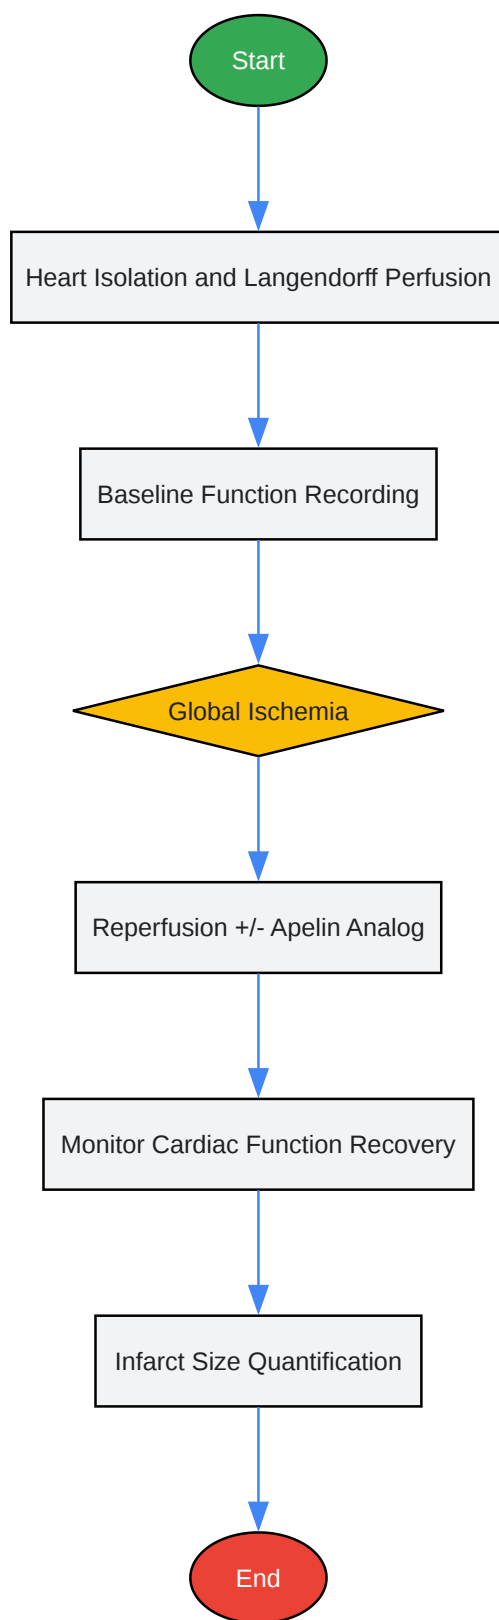 Start
Heart Isolation and Langendorff Perfusion
Baseline Function Recording
Global Ischemia
Reperfusion +/- Apelin Analog
Monitor Cardiac Function Recovery
Infarct Size Quantification
End